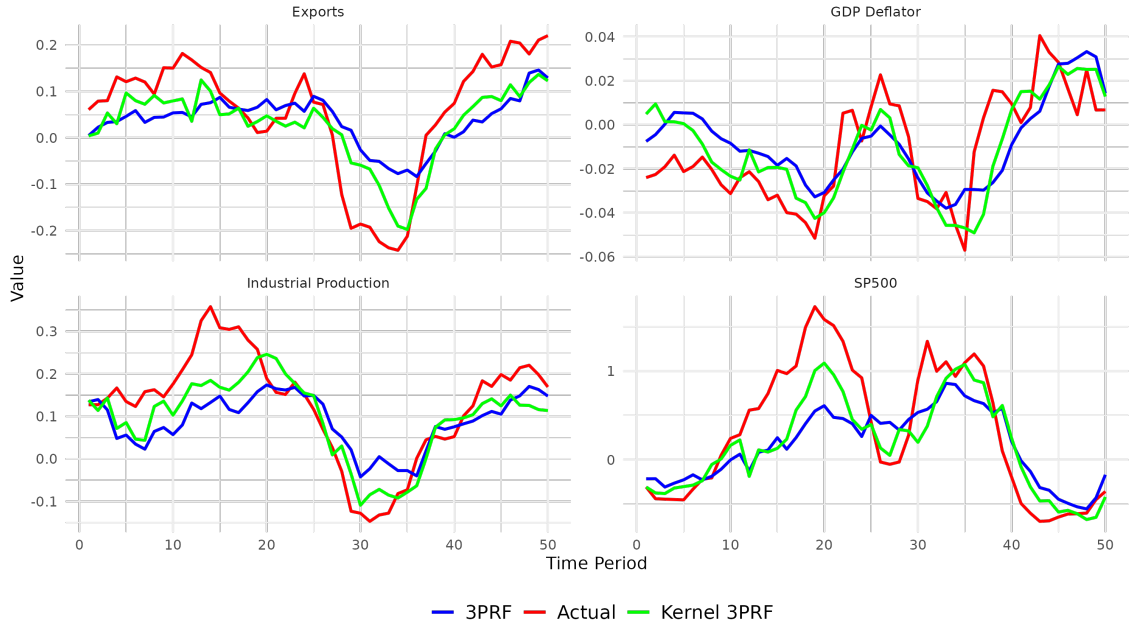 Exports
GDP Deflator
0.2
0.1
0.0
-0.1
-0.2
0.04
0.02
0.00
-0.02
-0.04
-0.06
Value
Industrial Production
SP500
0.3
0.2
0.1
0.0
-0.1
1
0
0 10 20 30 40 50
0 10 20 30 40 50
Time Period
3PRF Actual Kernel 3PRF